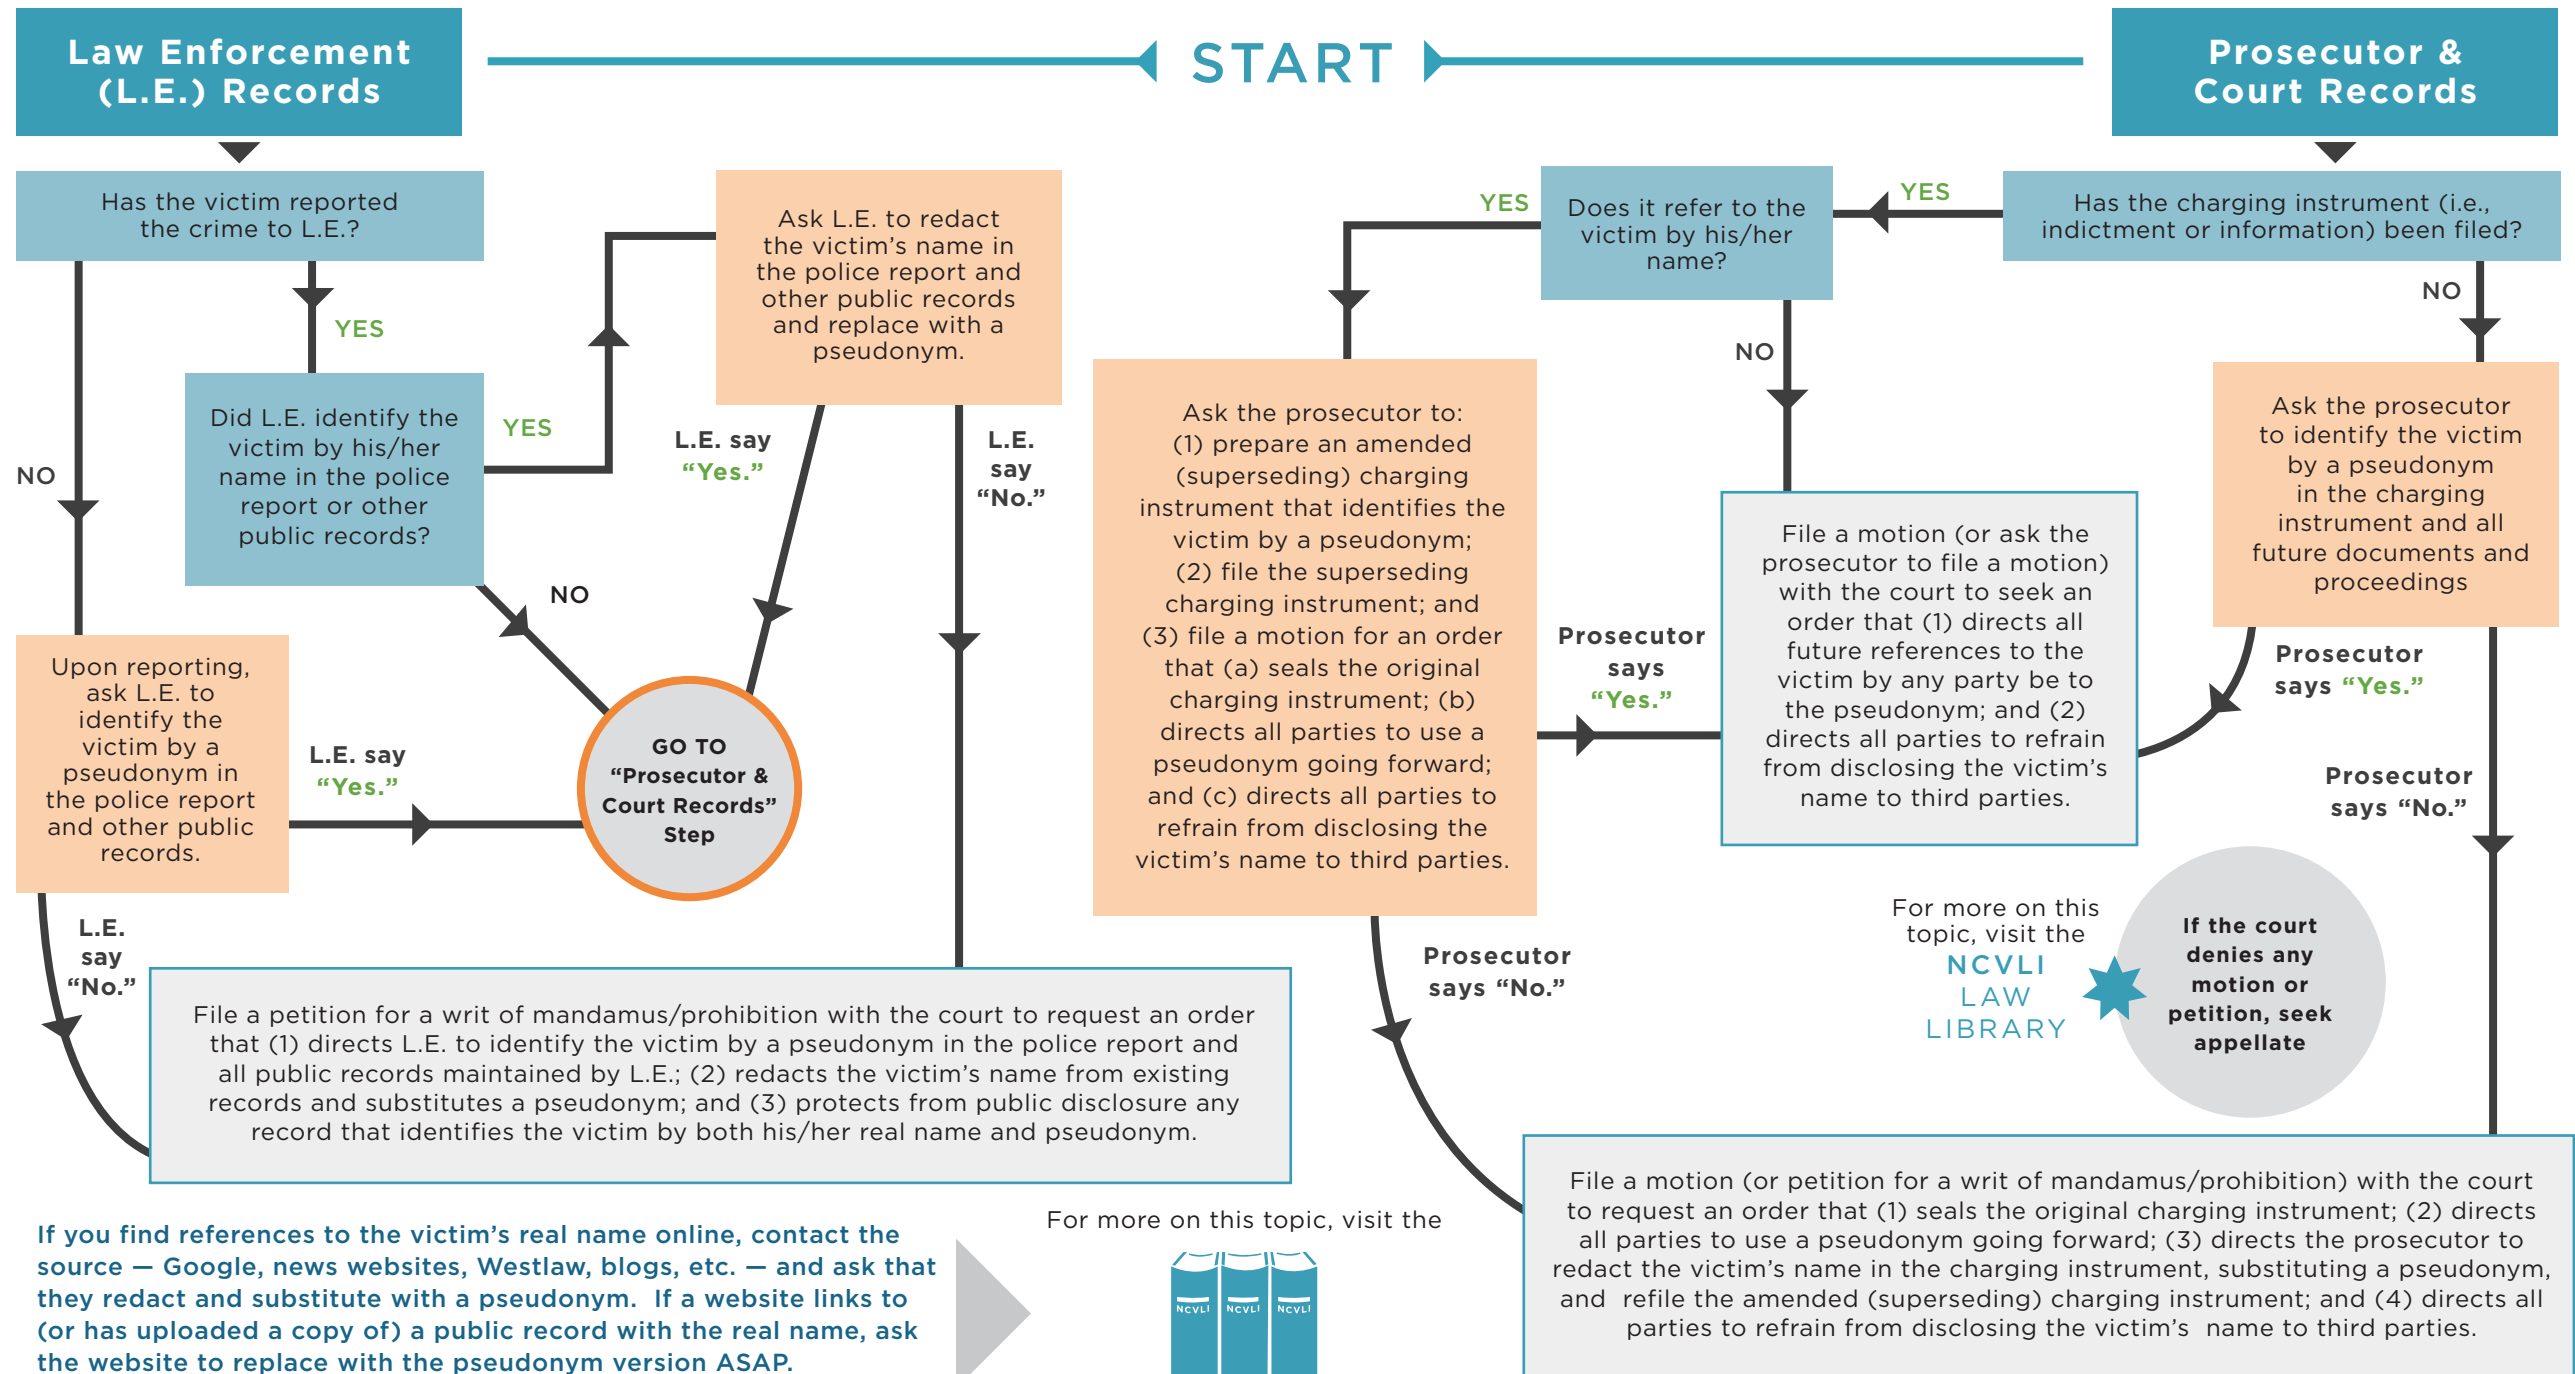 Law Enforcement
(L.E.) Records
START
Prosecutor &
Court Records
Has the victim reported
the crime to L.E.?
NO
YES
Did L.E. identify the
victim by his/her
name in the police
report or other
public records?
YES
NO
Ask L.E. to redact
the victim's name in
the police report and
other public records
and replace with a
pseudonym.
L.E. say
“Yes.”
L.E.
say
“No.”
Upon reporting,
ask L.E. to
identify the
victim by a
pseudonym in
the police report
and other public
records.
L.E. say
“Yes.”
L.E.
say
“No.”
GO TO
“Prosecutor &
Court Records”
Step
File a petition for a writ of mandamus/prohibition with the court to request an order
that (1) directs L.E. to identify the victim by a pseudonym in the police report and
all public records maintained by L.E.; (2) redacts the victim's name from existing
records and substitutes a pseudonym; and (3) protects from public disclosure any
record that identifies the victim by both his/her real name and pseudonym.
Has the charging instrument (i.e.,
indictment or information) been filed?
YES
NO
Does it refer to the
victim by his/her
name?
YES
NO
Ask the prosecutor to:
(1) prepare an amended
(superseding) charging
instrument that identifies the
victim by a pseudonym;
(2) file the superseding
charging instrument; and
(3) file a motion for an order
that (a) seals the original
charging instrument; (b)
directs all parties to use a
pseudonym going forward;
and (c) directs all parties to
refrain from disclosing the
victim's name to third parties.
Prosecutor
says
“Yes.”
Prosecutor
says “No.”
File a motion (or ask the
prosecutor to file a motion)
with the court to seek an
order that (1) directs all
future references to the
victim by any party be to
the pseudonym; and (2)
directs all parties to refrain
from disclosing the victim's
name to third parties.
Ask the prosecutor
to identify the victim
by a pseudonym
in the charging
instrument and all
future documents and
proceedings
Prosecutor
says “Yes.”
Prosecutor
says “No.”
For more on this
topic, visit the
NCVLI
LAW
LIBRARY
If the court
denies any
motion or
petition, seek
appellate
File a motion (or petition for a writ of mandamus/prohibition) with the court
to request an order that (1) seals the original charging instrument; (2) directs
all parties to use a pseudonym going forward; (3) directs the prosecutor to
redact the victim's name in the charging instrument, substituting a pseudonym,
and refile the amended (superseding) charging instrument; and (4) directs all
parties to refrain from disclosing the victim's name to third parties.
If you find references to the victim's real name online, contact the
source — Google, news websites, Westlaw, blogs, etc. — and ask that
they redact and substitute with a pseudonym. If a website links to
(or has uploaded a copy of) a public record with the real name, ask
the website to replace with the pseudonym version ASAP.
For more on this topic, visit the
NCVLI NCVLI NCVLI